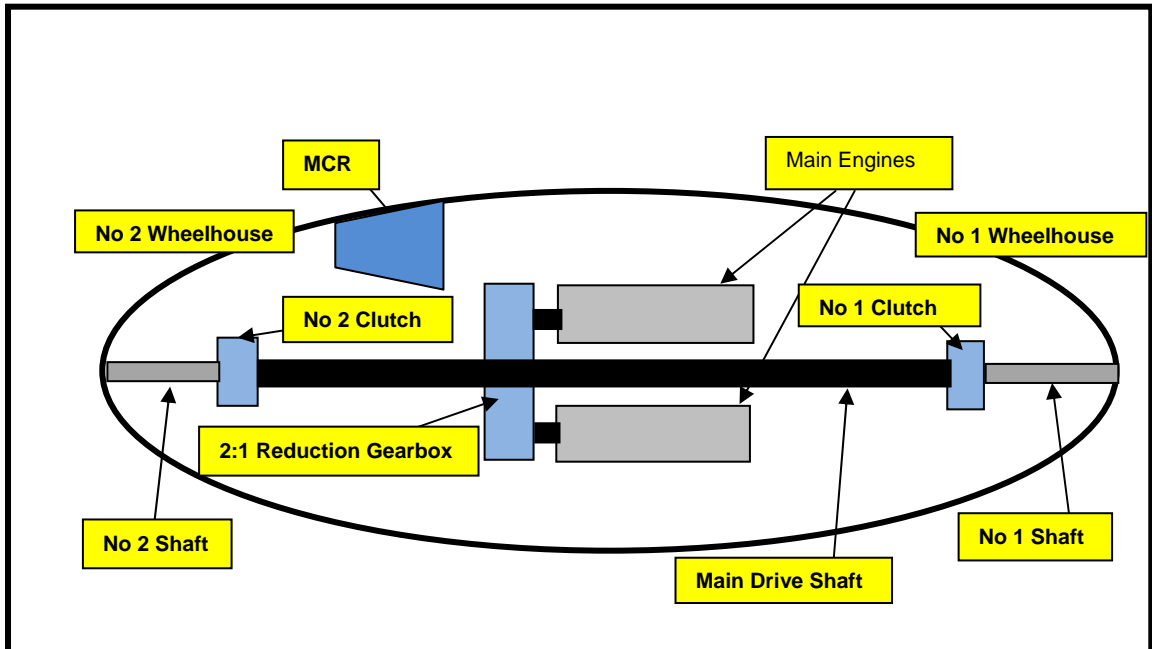 MCR
Main Engines
No 2 Wheelhouse
No 1 Wheelhouse
No 2 Clutch
No 1 Clutch
2:1 Reduction Gearbox
No 2 Shaft
No 1 Shaft
Main Drive Shaft